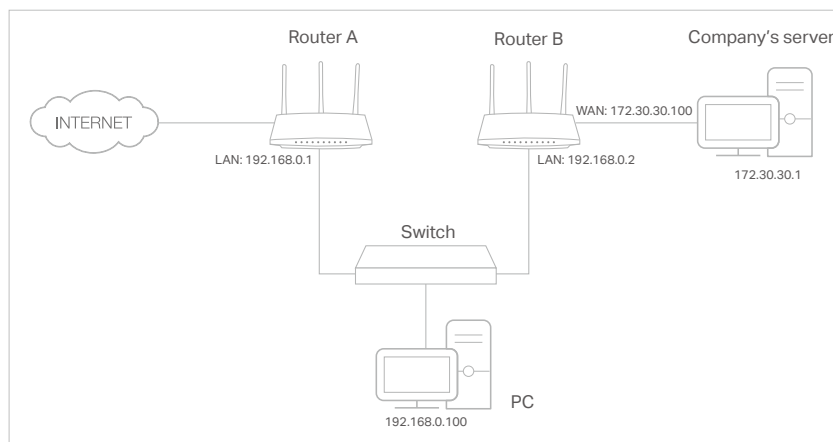 Router A
Router B
Company's server
INTERNET
WAN: 172.30.30.100
LAN: 192.168.0.1
LAN: 192.168.0.2
172.30.30.1
Switch
PC
192.168.0.100